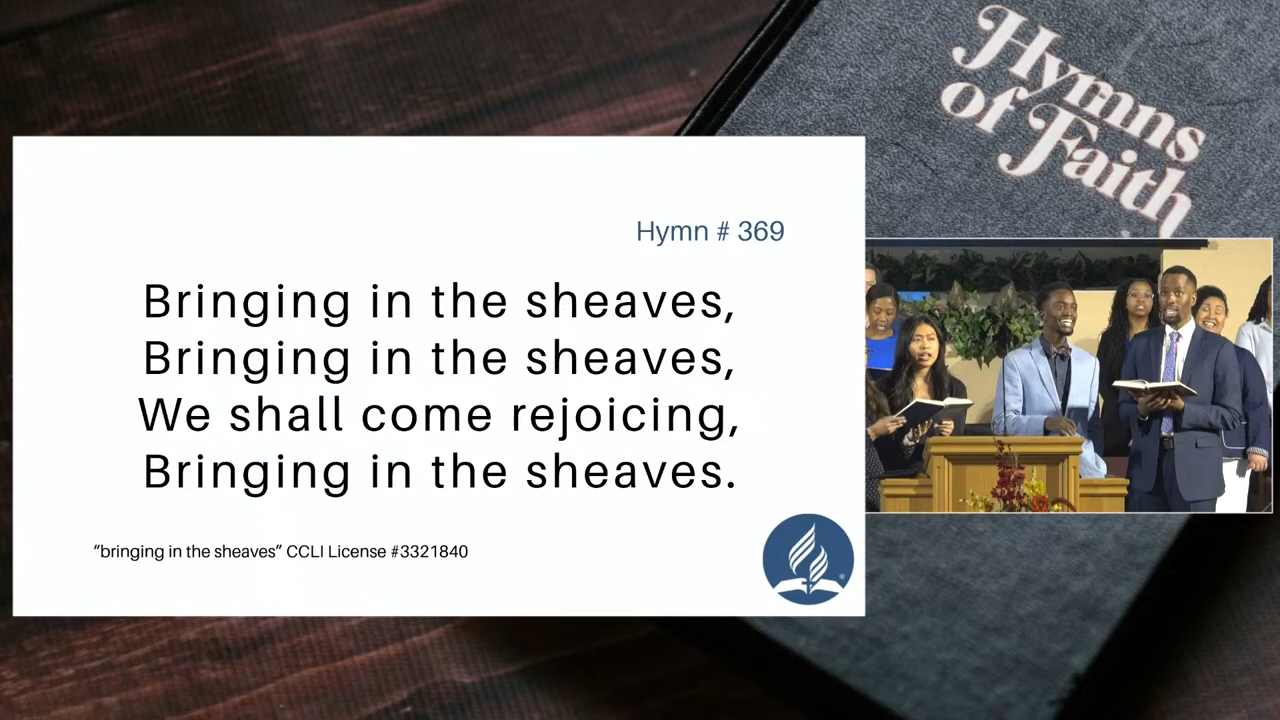 Hymns
of Faith
Hymn # 369
Bringing in the sheaves,
Bringing in the sheaves,
We shall come rejoicing,
Bringing in the sheaves.
“bringing in the sheaves” CCLI License #3321840
®